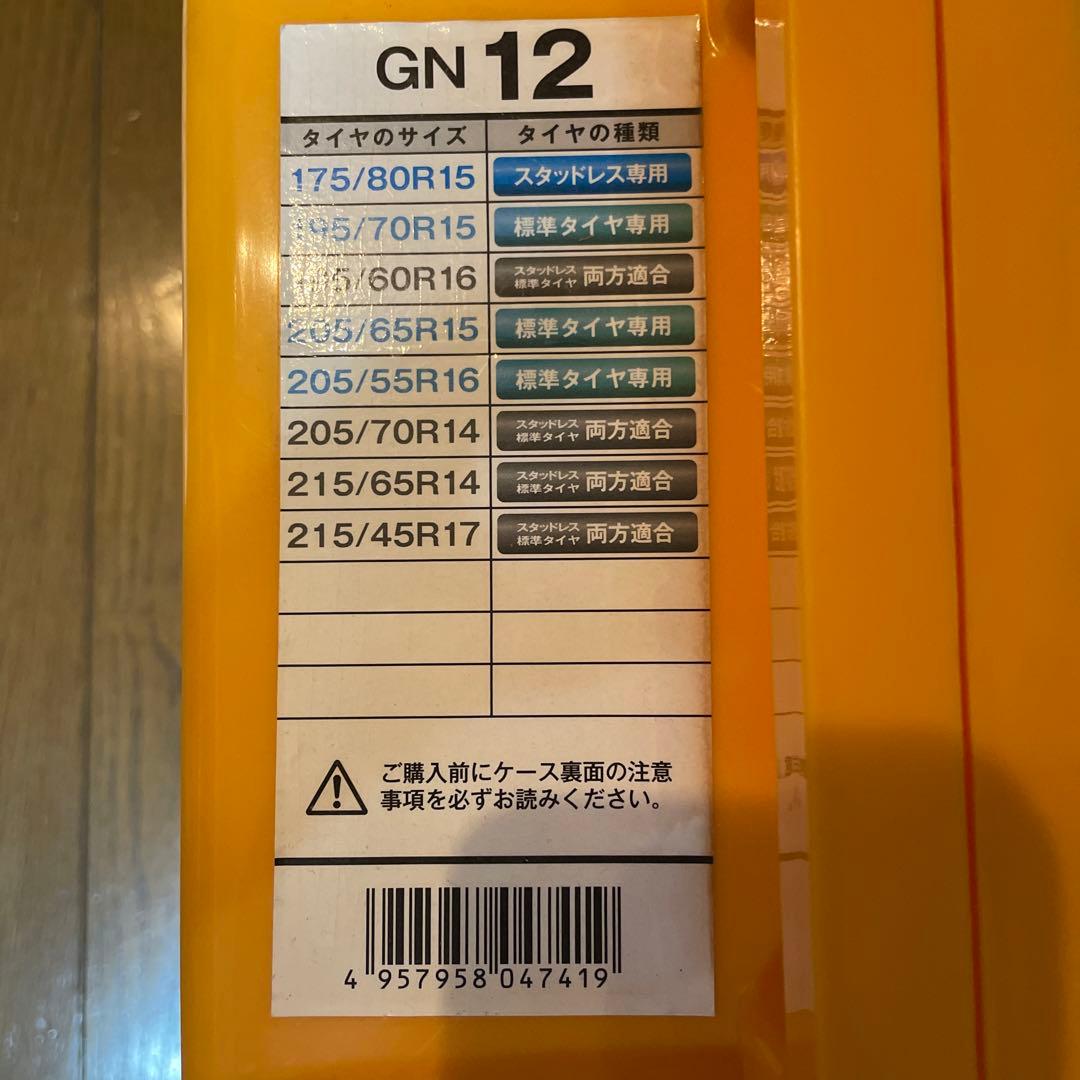 GN 12
タイヤのサイズ タイヤの種類
175/80R15 スタッドレス専用
195/70R15 標準タイヤ専用
/60R16 スタッドレス 標準タイヤ 両方適合
205/65R15 標準タイヤ専用
205/55R16 標準タイヤ専用
205/70R14 スタッドレス 標準タイヤ 両方適合
215/65R14 スタッドレス 標準タイヤ 両方適合
215/45R17 スタッドレス 標準タイヤ 両方適合
ご購入前にケース裏面の注意
事項を必ずお読みください。
4 957958 047419